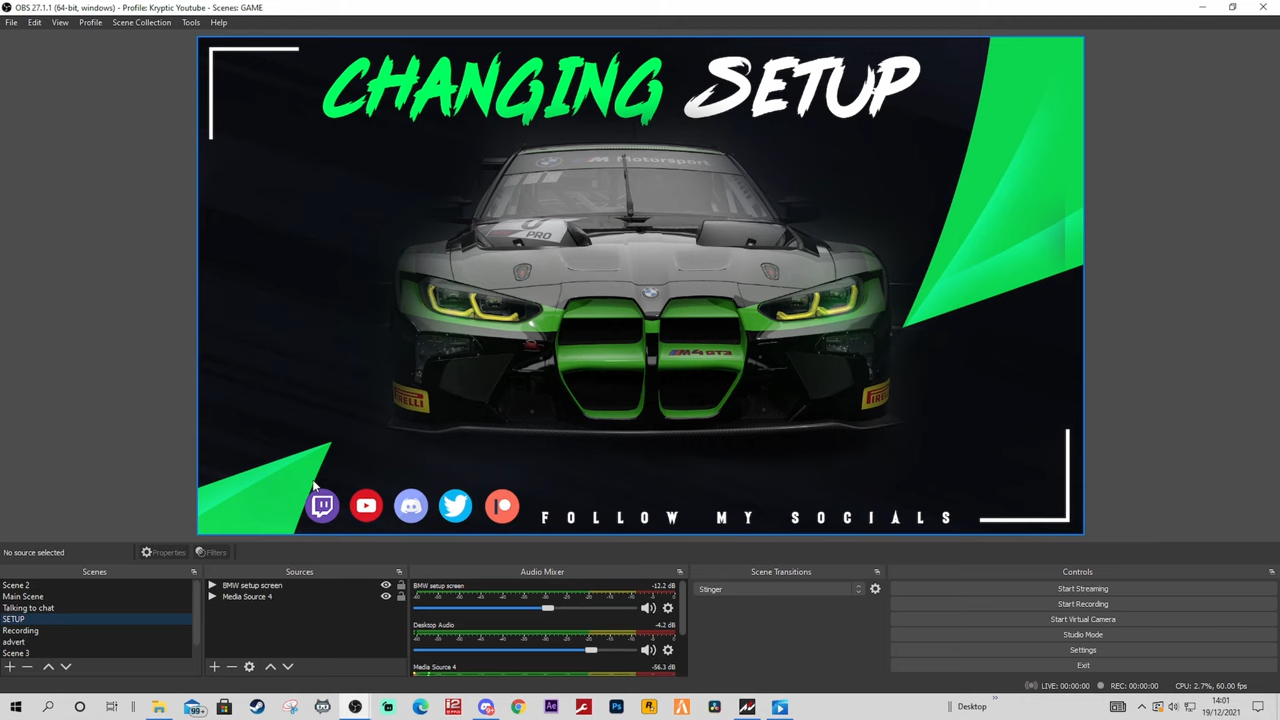 OBS 27.1.1 (64-bit, windows) - Profile: Kryptic Youtube - Scenes: GAME
File Edit View Profile Scene Collection Tools Help
CHANGING SETUP
M Motorsport
PRO
M4 GT3
PIRELLI
PIRE
FOLLOW MY SOCIALS
No source selected Properties Filters
Scenes Sources Audio Mixer Scene Transitions Controls
Scene 2
Main Scene
Talking to chat
SETUP
Recording
advert
Scene 3
BMW setup screen
Media Source 4
BMW setup screen -12.2 dB
Desktop Audio -4.2 dB
Media Source 4 -56.3 dB
Stinger
Start Streaming
Start Recording
Start Virtual Camera
Studio Mode
Settings
Exit
LIVE: 00:00:00 REC: 00:00:00 CPU: 2.7%, 60.00 fps
99+ Ae Ps Desktop 14:01
19/12/2021